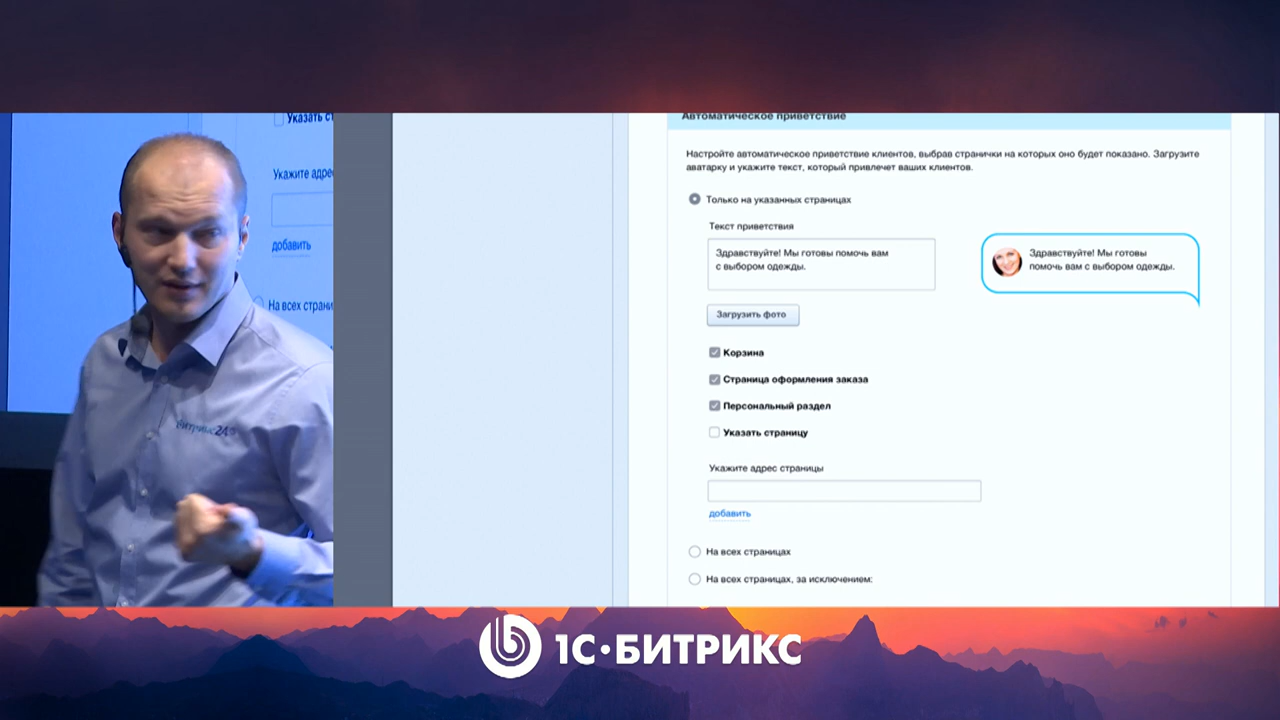 Указать ст
Укажите адре
добавить
На всех страни
битрикс24
Автоматическое приветствие
Настройте автоматическое приветствие клиентов, выбрав странички на которых оно будет показано. Загрузите
аватарку и укажите текст, который привлечет ваших клиентов.
Только на указанных страницах
Текст приветствия
Здравствуйте! Мы готовы помочь вам
с выбором одежды.
Здравствуйте! Мы готовы
помочь вам с выбором одежды.
Загрузить фото
Корзина
Страница оформления заказа
Персональный раздел
Указать страницу
Укажите адрес страницы
добавить
На всех страницах
На всех страницах, за исключением:
1С·БИТРИКС